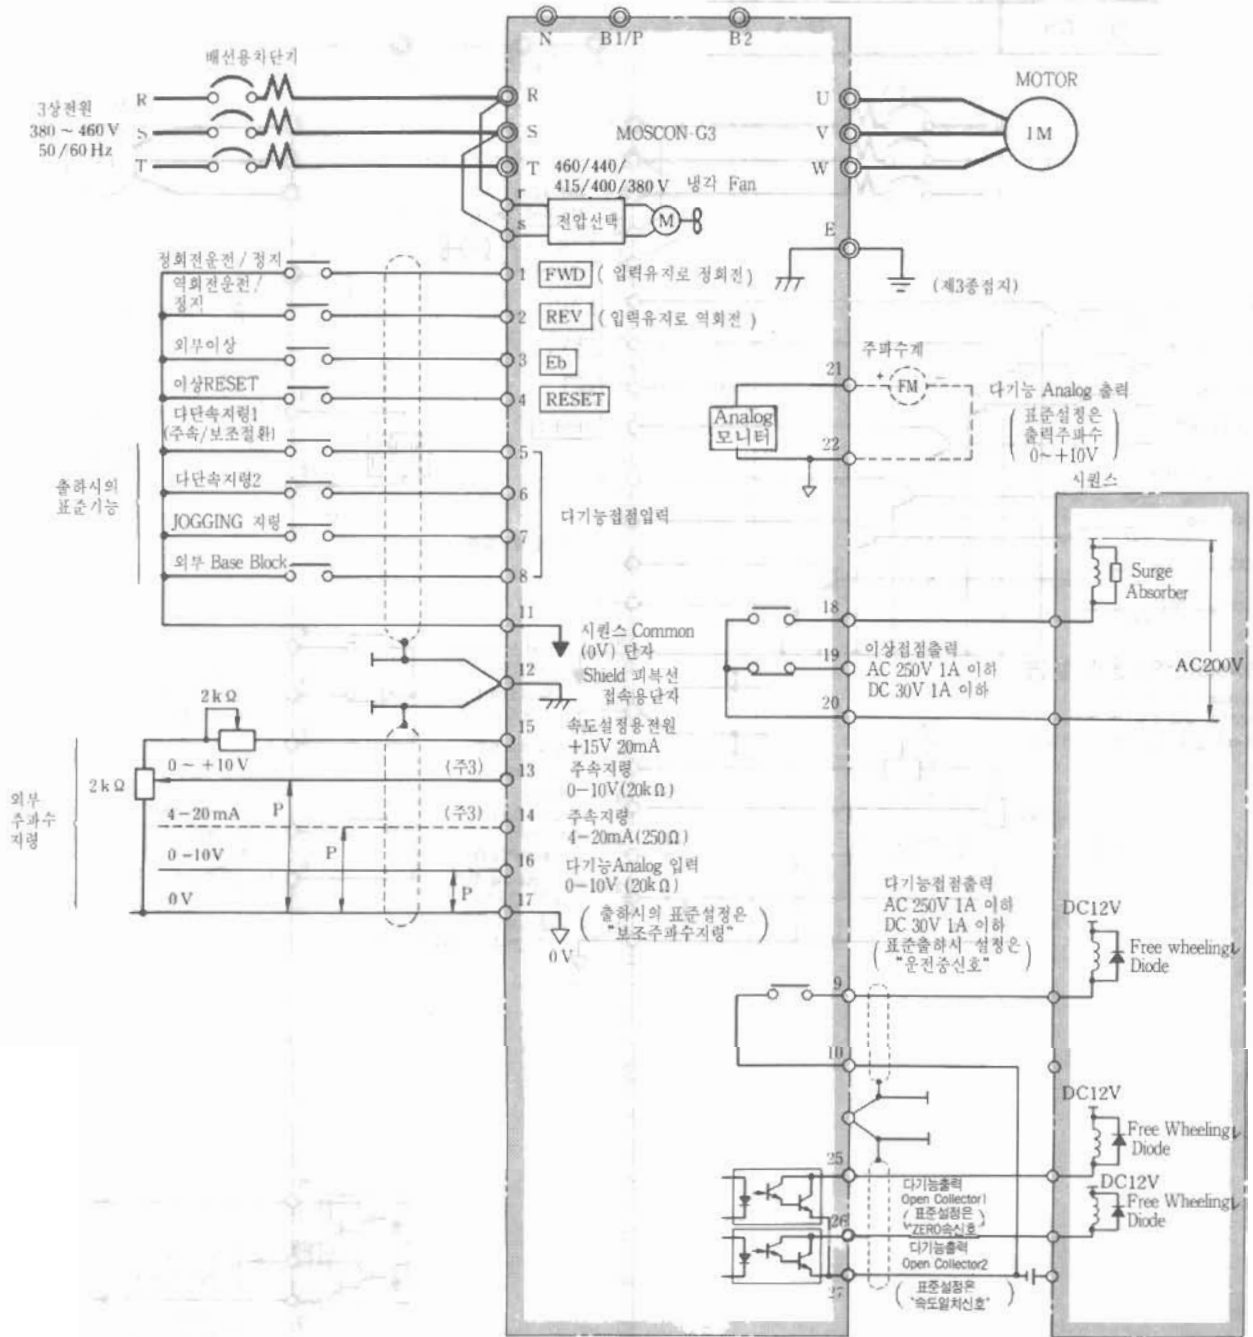 N
B1/P
B2
배선용차단기
3상전원
380 ~ 460 V
50/60 Hz
R
S
T
R
S
T
r
s
MOSCON-G3
460/440/
415/400/380 V
냉각 Fan
전압선택
M
U
V
W
MOTOR
IM
E
(제3종접지)
정회전운전 / 정지
1
FWD
( 입력유지로 정회전 )
역회전운전 /
정지
2
REV
( 입력유지로 역회전 )
외부이상
3
Eb
이상RESET
4
RESET
다단속지령1
(주속/보조절환)
5
다단속지령2
6
JOGGING 지령
7
외부 Base Block
8
출하시의
표준기능
다기능접점입력
11
시퀀스 Common
(0V) 단자
12
Shield 피복선
접속용단자
2kΩ
15
속도설정용전원
+15V 20mA
2kΩ
0 ~ +10V
(주3)
13
주속지령
0-10V(20kΩ)
외부
주파수
지령
4-20mA
P
(주3)
14
주속지령
4-20mA(250Ω)
0 -10V
P
16
다기능Analog 입력
0-10V (20kΩ)
0V
P
17
( 출하시의 표준설정은
"보조주파수지령" )
0V
주파수계
21
+
FM
-
Analog
모니터
22
다기능 Analog 출력
( 표준설정은
출력주파수
0~ +10V )
시퀀스
Surge
Absorber
AC200V
18
19
20
이상접점출력
AC 250V 1A 이하
DC 30V 1A 이하
다기능접점출력
AC 250V 1A 이하
DC 30V 1A 이하
( 표준출하시 설정은
"운전중신호" )
9
10
DC12V
Free wheeling
Diode
DC12V
Free Wheeling
Diode
25
다기능출력
Open Collector1
( 표준설정은
"ZERO속신호" )
DC12V
Free Wheeling
Diode
26
다기능출력
Open Collector2
27
( 표준설정은
"속도일치신호" )